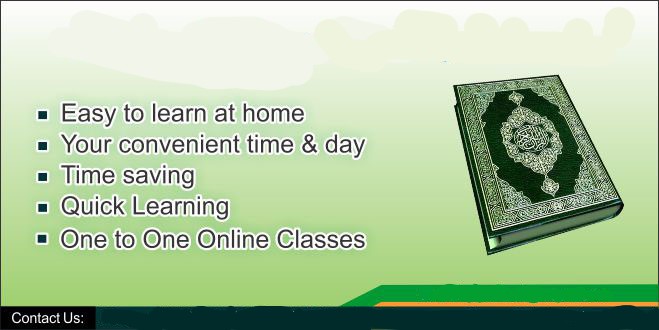 Easy to learn at home
Your convenient time & day
Time saving
Quick Learning
One to One Online Classes
Contact Us: